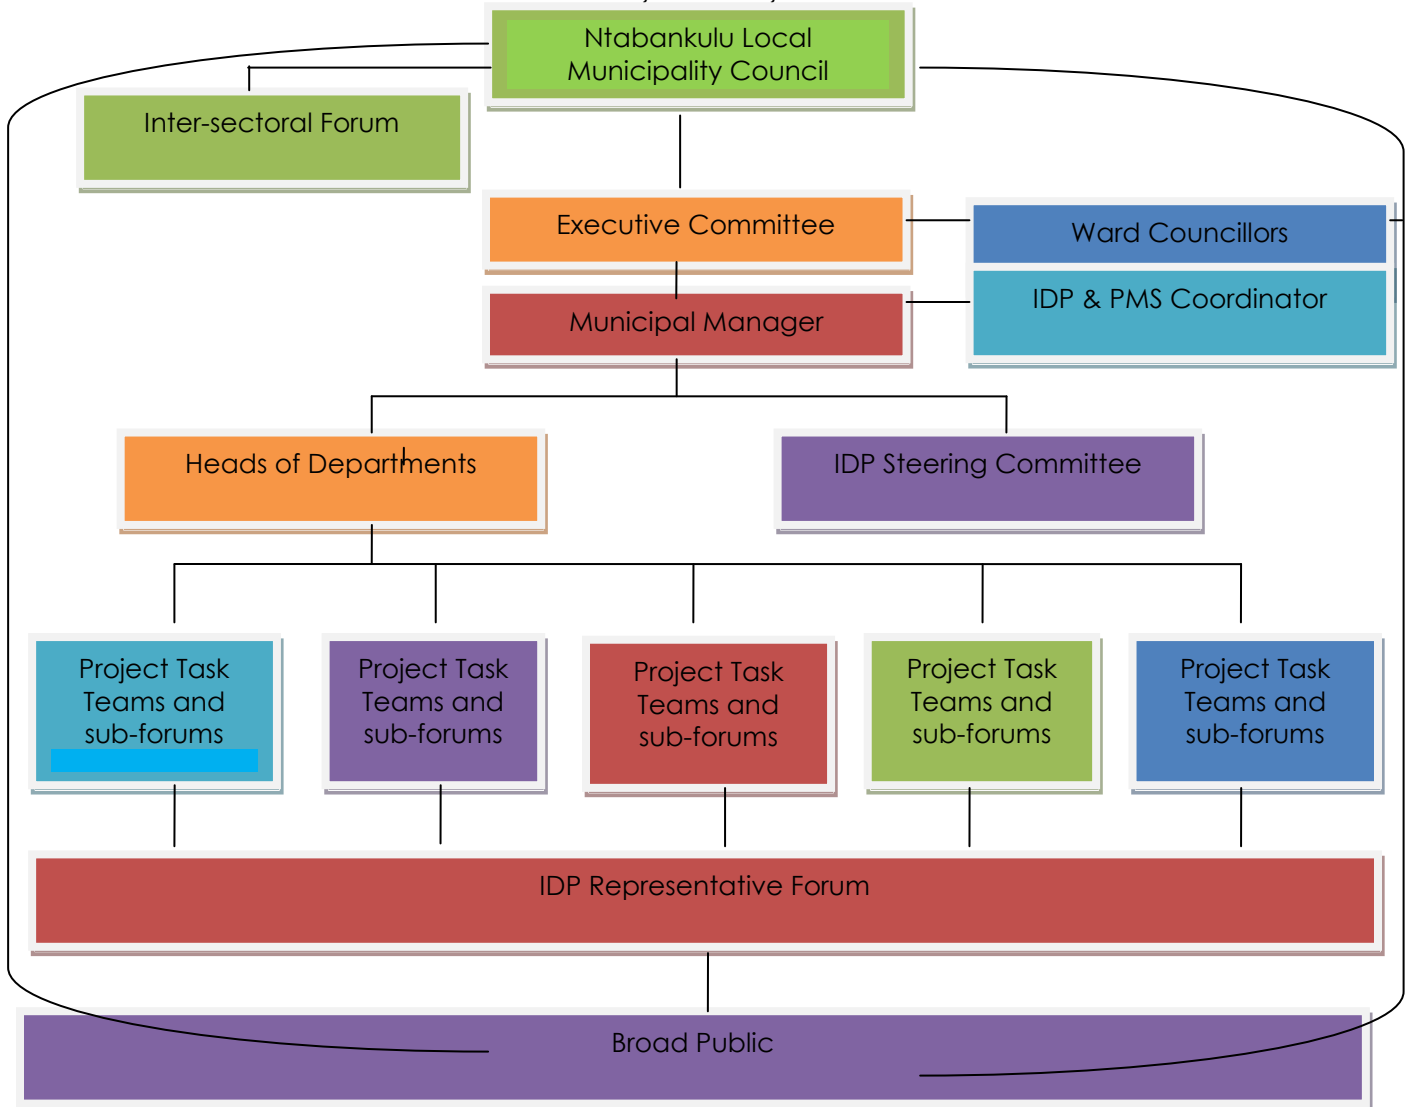 Ntabankulu Local
Municipality Council
Inter-sectoral Forum
Executive Committee
Ward Councillors
IDP & PMS Coordinator
Municipal Manager
Heads of Departments
IDP Steering Committee
Project Task
Teams and
sub-forums
Project Task
Teams and
sub-forums
Project Task
Teams and
sub-forums
Project Task
Teams and
sub-forums
Project Task
Teams and
sub-forums
IDP Representative Forum
Broad Public